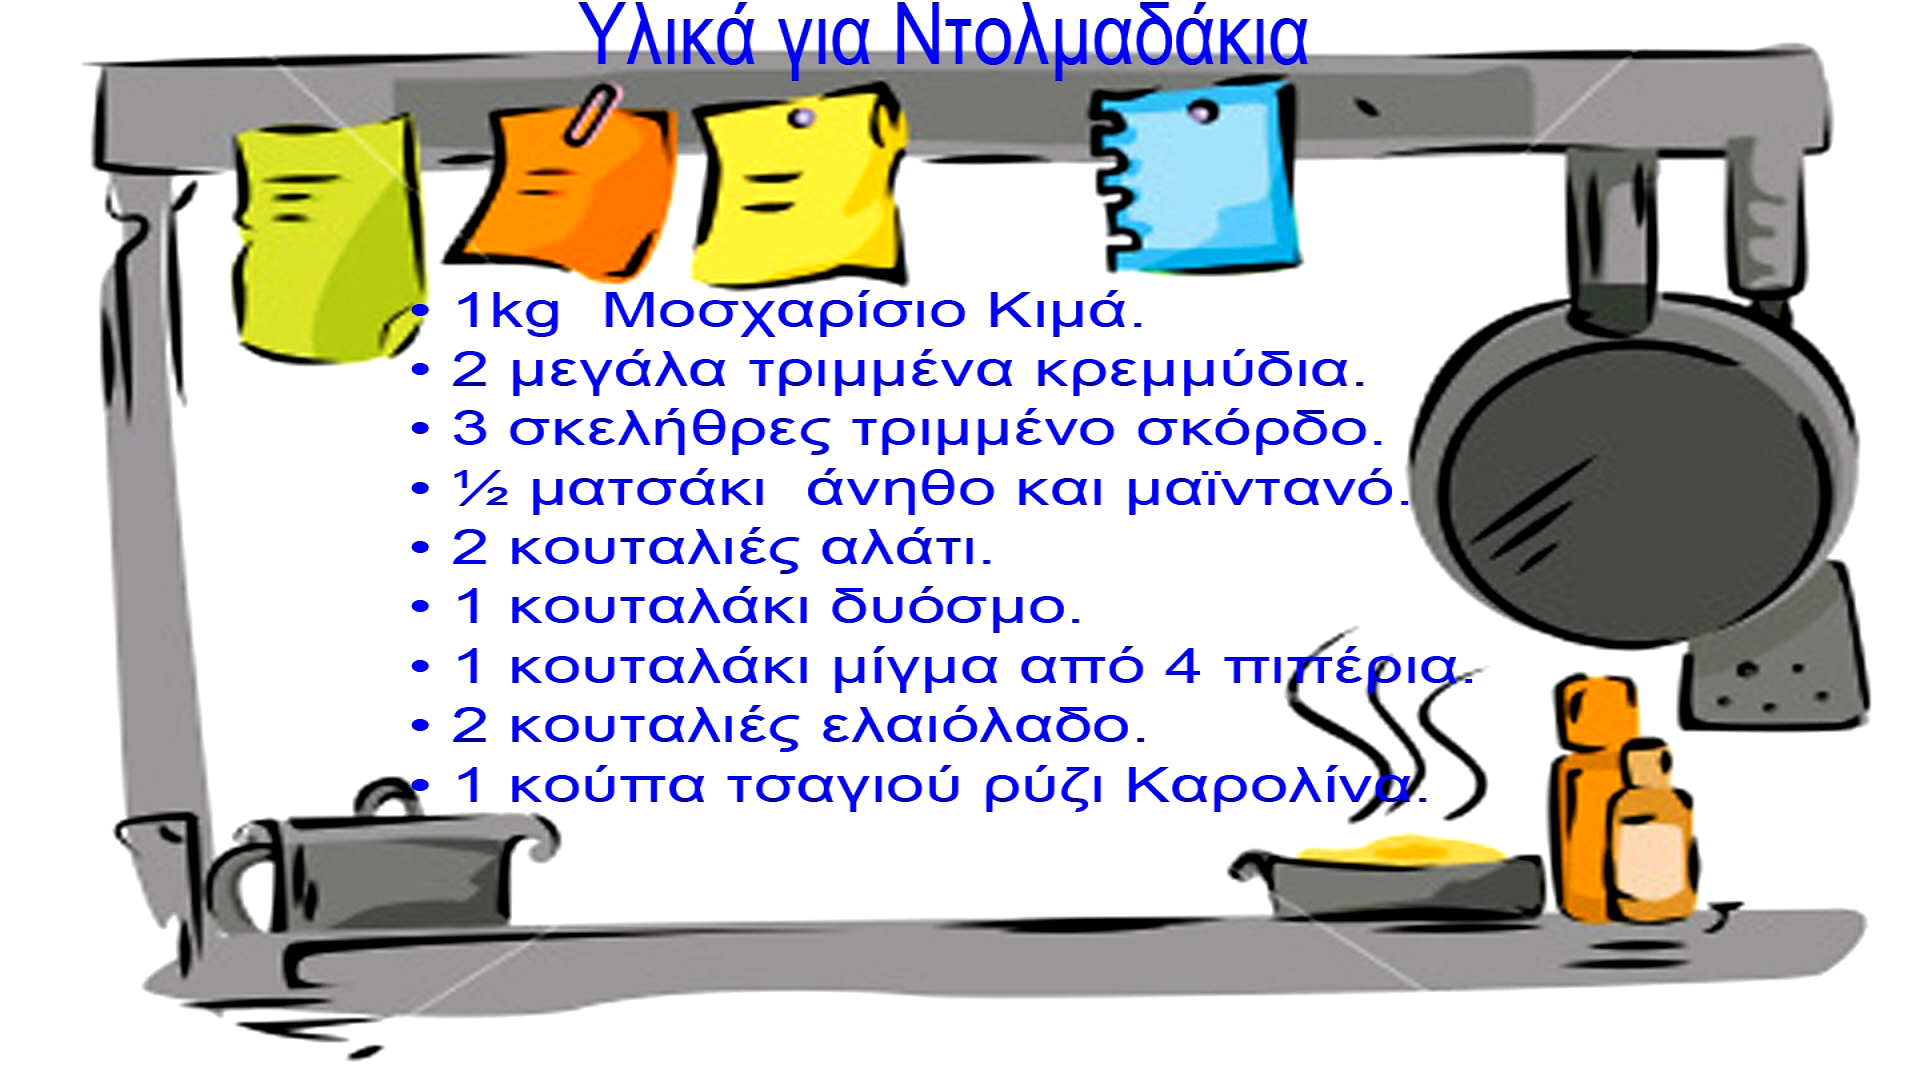 Υλικά για Ντολμαδάκια
• 1kg Μοσχαρίσιο Κιμά.
• 2 μεγάλα τριμμένα κρεμμύδια.
• 3 σκελήθρες τριμμένο σκόρδο.
• ½ ματσάκι άνηθο και μαϊντανό.
• 2 κουταλιές αλάτι.
• 1 κουταλάκι δυόσμο.
• 1 κουταλάκι μίγμα από 4 πιπέρια.
• 2 κουταλιές ελαιόλαδο.
• 1 κούπα τσαγιού ρύζι Καρολίνα.